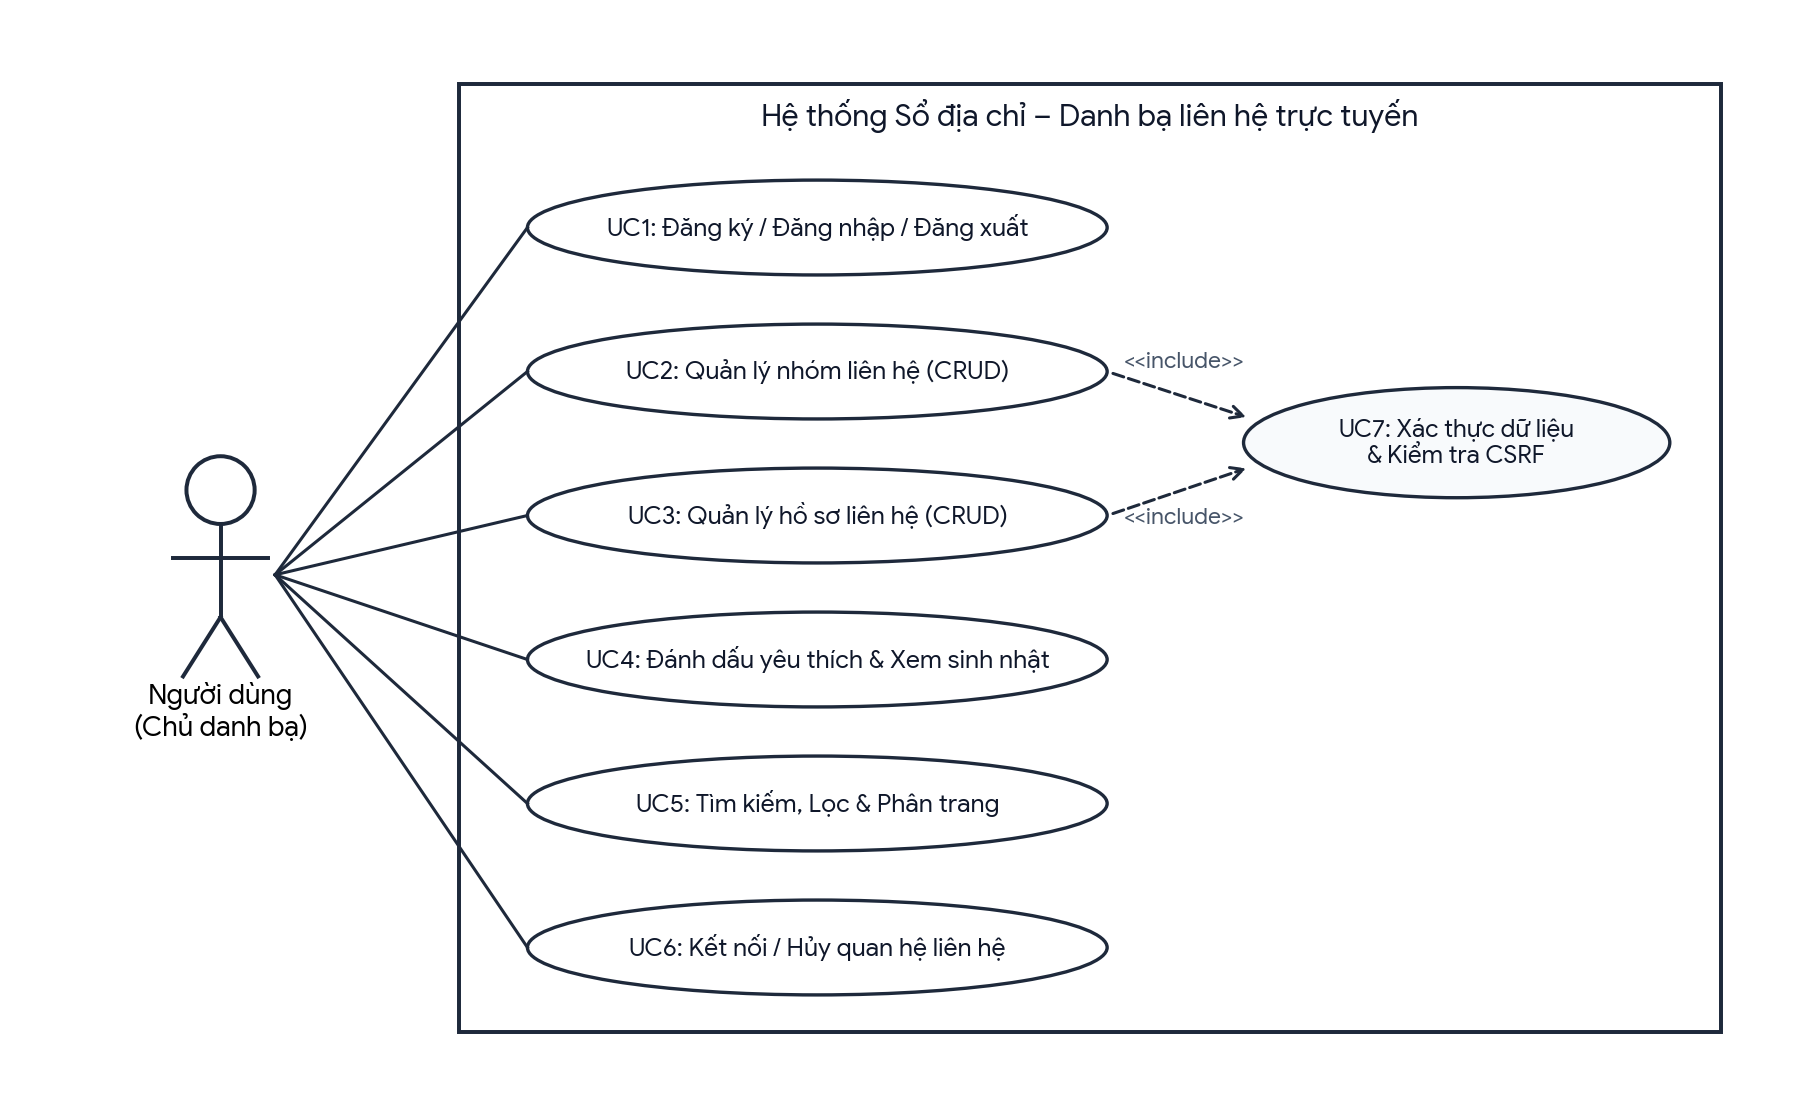 Hệ thống Sổ địa chỉ – Danh bạ liên hệ trực tuyến
UC1: Đăng ký / Đăng nhập / Đăng xuất
UC2: Quản lý nhóm liên hệ (CRUD)
<<include>>
UC7: Xác thực dữ liệu
& Kiểm tra CSRF
UC3: Quản lý hồ sơ liên hệ (CRUD)
<<include>>
UC4: Đánh dấu yêu thích & Xem sinh nhật
Người dùng
(Chủ danh bạ)
UC5: Tìm kiếm, Lọc & Phân trang
UC6: Kết nối / Hủy quan hệ liên hệ